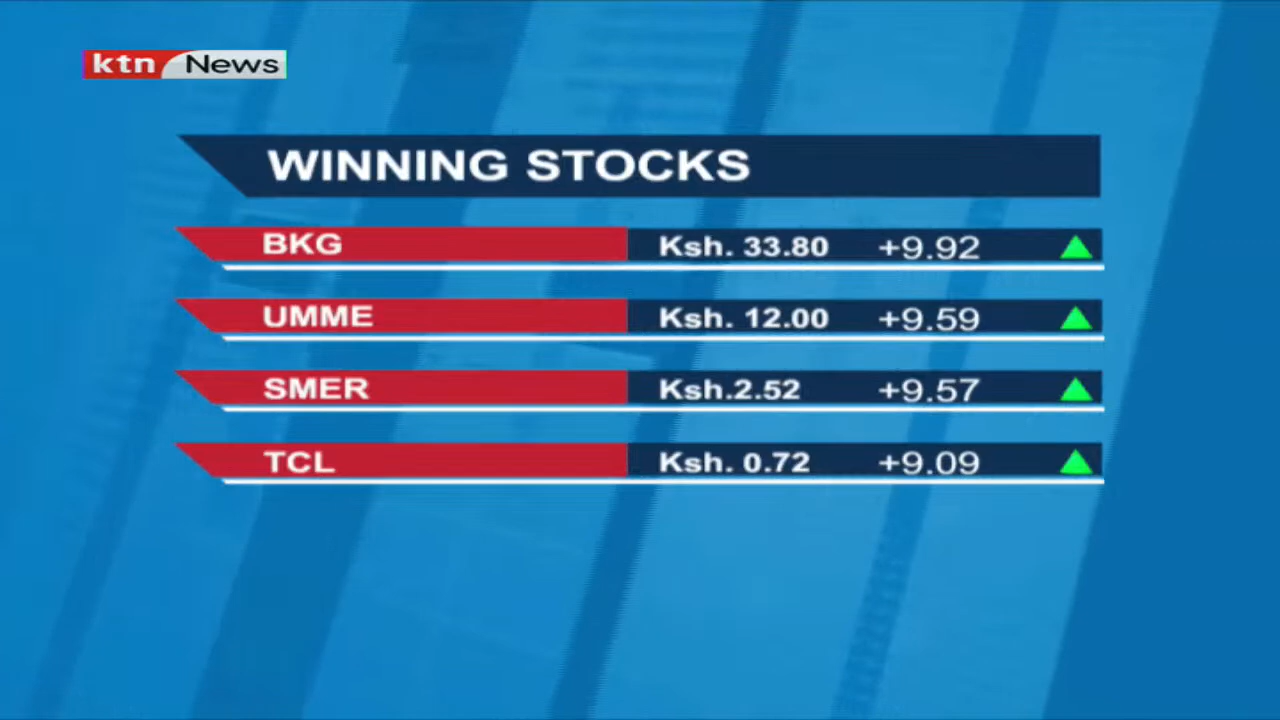 ktn News
WINNING STOCKS
BKG Ksh. 33.80 +9.92
UMME Ksh. 12.00 +9.59
SMER Ksh.2.52 +9.57
TCL Ksh. 0.72 +9.09